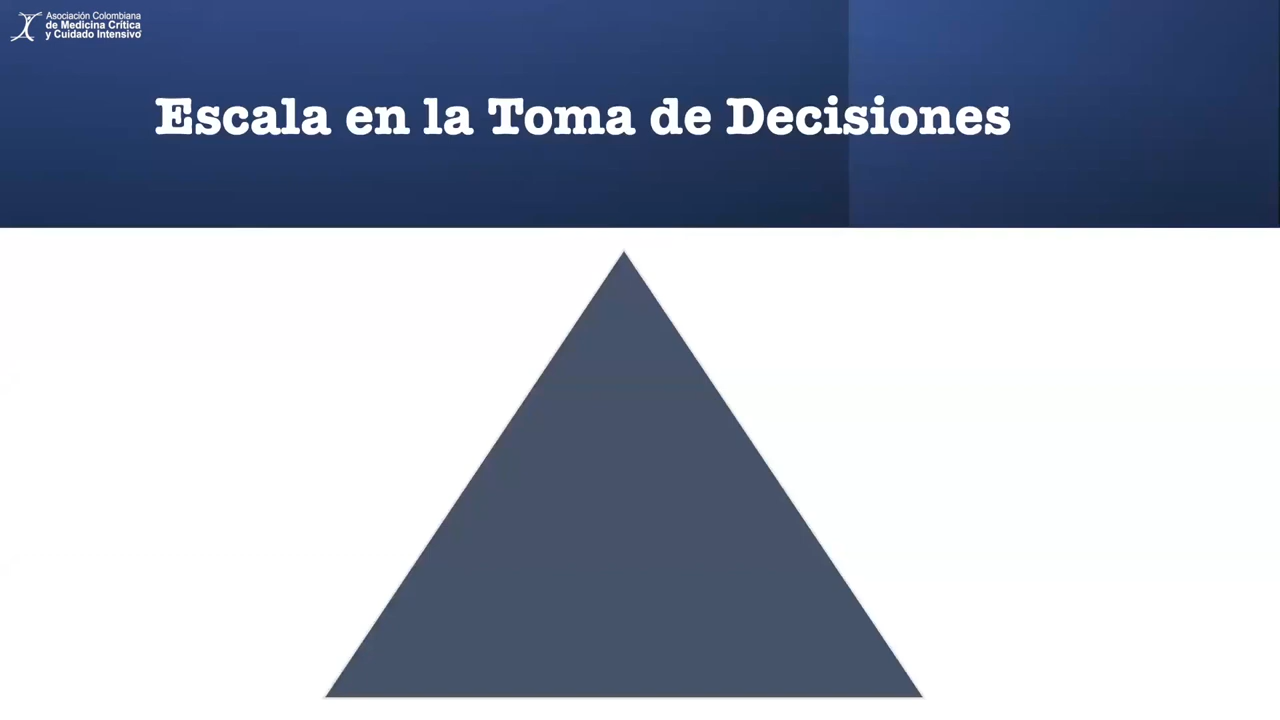 Asociación Colombiana
de Medicina Crítica
y Cuidado Intensivo
Escala en la Toma de Decisiones